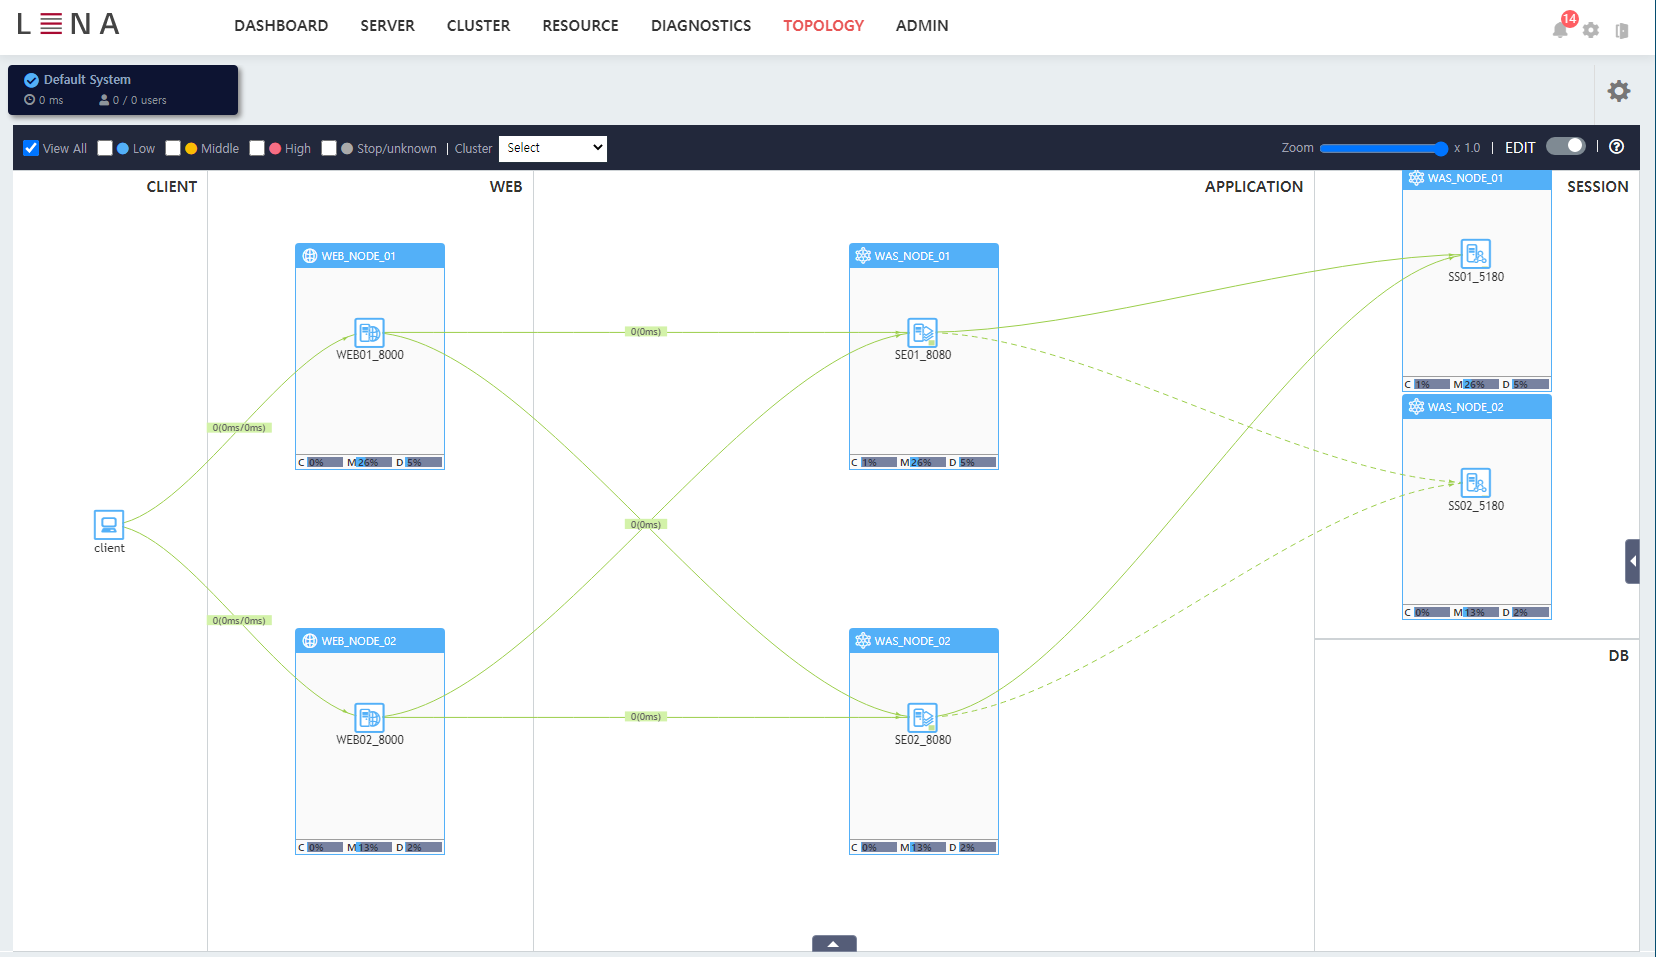 LENA
DASHBOARD SERVER CLUSTER RESOURCE DIAGNOSTICS TOPOLOGY ADMIN
14
Default System
0 ms 0 / 0 users
View All Low Middle High Stop/unknown | Cluster Select
Zoom x 1.0 | EDIT |
CLIENT
WEB
APPLICATION
SESSION
WEB_NODE_01
WEB01_8000
C 0% M 26% D 5%
WAS_NODE_01
SE01_8080
C 1% M 26% D 5%
WAS_NODE_01
SS01_5180
C 1% M 26% D 5%
WAS_NODE_02
SS02_5180
C 0% M 13% D 2%
0(0ms)
0(0ms/0ms)
client
0(0ms)
0(0ms/0ms)
WEB_NODE_02
WEB02_8000
C 0% M 13% D 2%
0(0ms)
WAS_NODE_02
SE02_8080
C 0% M 13% D 2%
DB